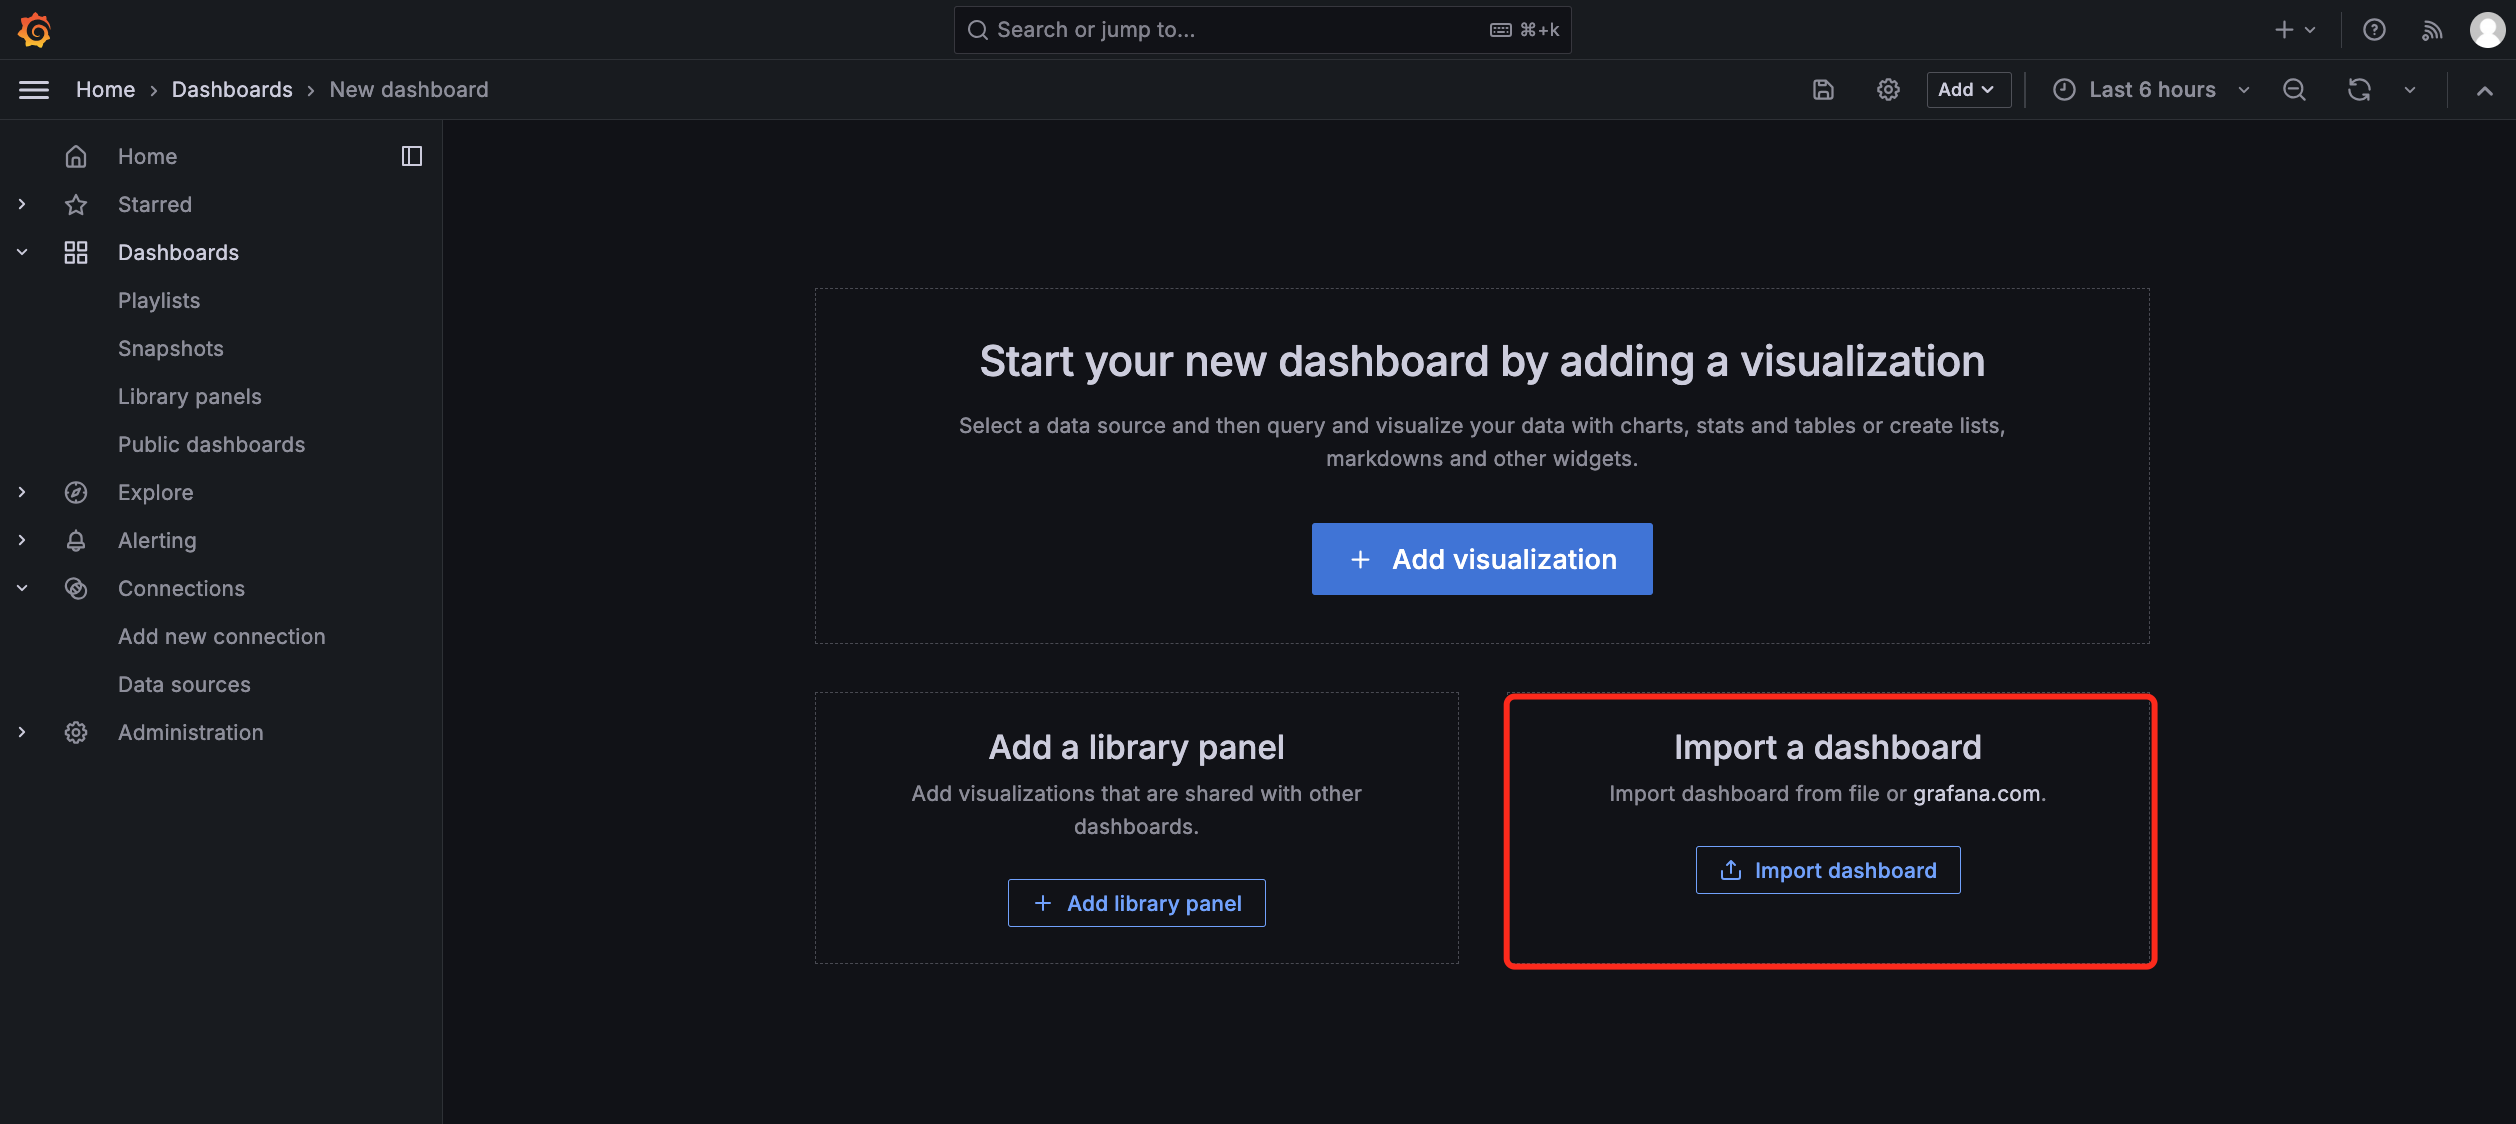 Search or jump to...
⌘+k
Home › Dashboards › New dashboard
Add
Last 6 hours
Home
Starred
Dashboards
Playlists
Snapshots
Library panels
Public dashboards
Explore
Alerting
Connections
Add new connection
Data sources
Administration
Start your new dashboard by adding a visualization
Select a data source and then query and visualize your data with charts, stats and tables or create lists,
markdowns and other widgets.
+ Add visualization
Add a library panel
Add visualizations that are shared with other
dashboards.
+ Add library panel
Import a dashboard
Import dashboard from file or grafana.com.
Import dashboard